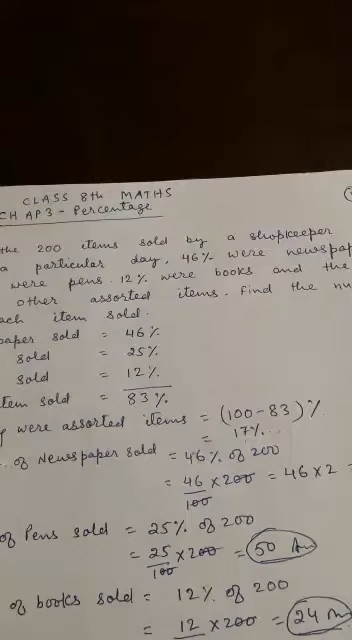 CLASS 8th MATHS
CH AP3 - Percentage
the 200 items sold by a shopkeeper
a particular day, 46% were newspap
were pens. 12% were books and the
other assorted items. Find the nu
ach item sold.
paper sold = 46%
sold = 25%
sold = 12%
tem sold = 83%
were assorted items = (100-83)%
= 17%..
of Newspaper sold = 46% of 200
= 46/100 × 200 = 46×2 =
of Pens sold = 25% of 200
= 25/100 × 200 = 50 An
of books sold = 12% of 200
= 12 × 200 = 24 An